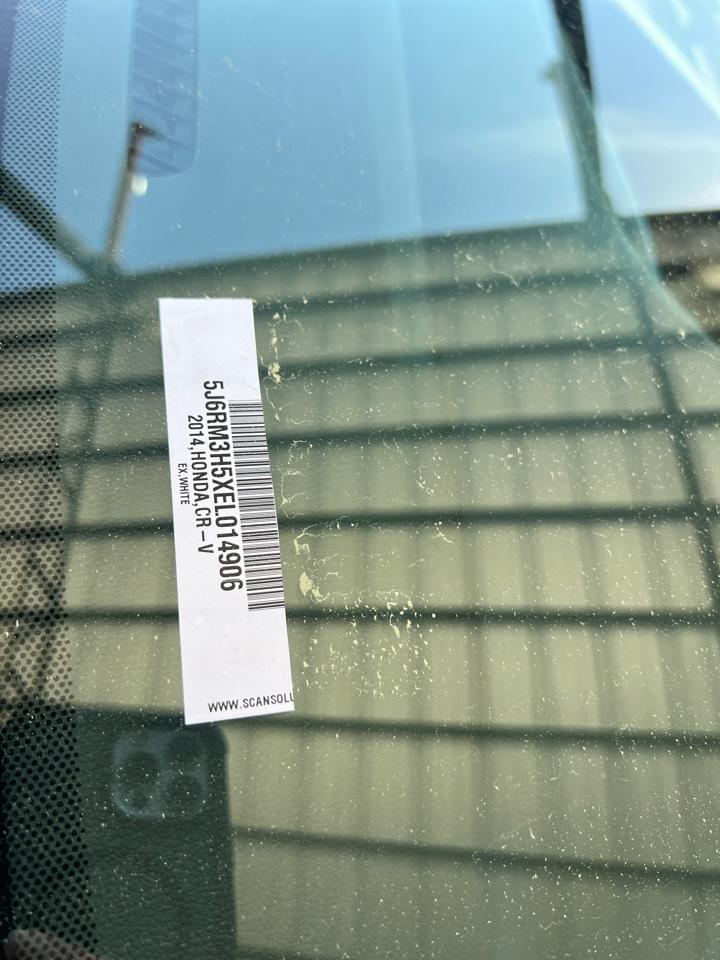 5J6RM3H5XEL014906
2014,HONDA,CR-V
EX,WHITE
WWW.SCANSOLU